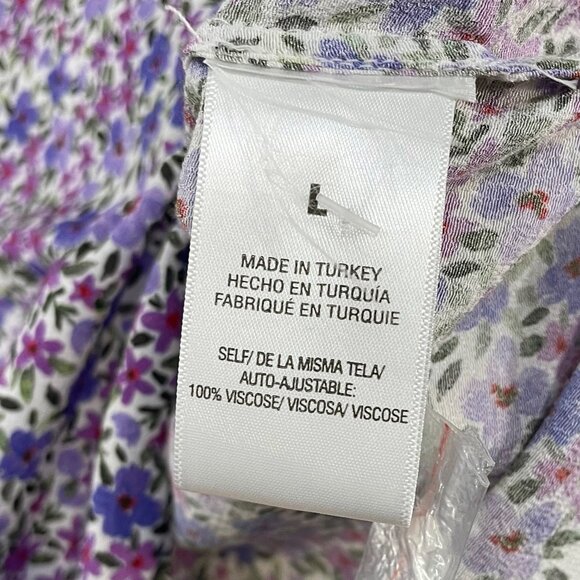 L
MADE IN TURKEY
HECHO EN TURQUÍA
FABRIQUÉ EN TURQUIE
SELF/ DE LA MISMA TELA/
AUTO-AJUSTABLE:
100% VISCOSE/ VISCOSA/ VISCOSE